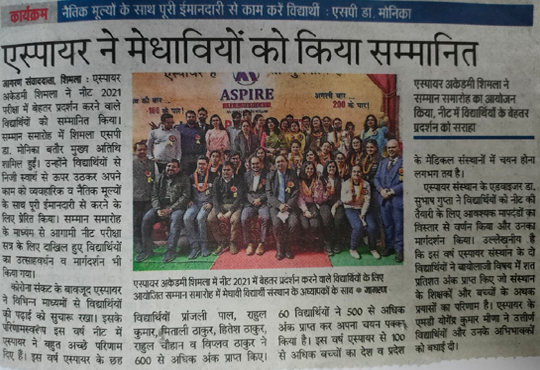 कार्यक्रम
नैतिक मूल्यों के साथ पूरी ईमानदारी से काम करें विद्यार्थी : एसपी डा. मोनिका
एस्पायर ने मेधावियों को किया सम्मानित
जागरण संवाददाता, शिमला : एस्पायर
अकैडमी शिमला ने नीट 2021
परीक्षा में बेहतर प्रदर्शन करने वाले
विद्यार्थियों को सम्मानित किया।
सम्मान समारोह में शिमला एसपी
डा. मोनिका बतौर मुख्य अतिथि
शामिल हुईं। उन्होंने विद्यार्थियों से
निजी स्वार्थ से ऊपर उठकर अपने
काम को व्यवहारिक व नैतिक मूल्यों
के साथ पूरी ईमानदारी से करने के
लिए प्रेरित किया। सम्मान समारोह
के माध्यम से आगामी नीट परीक्षा
सत्र के लिए दाखिल हुए विद्यार्थियों
का उत्साहवर्धन व मार्गदर्शन भी
किया गया।
कोरोना संकट के बावजूद एस्पायर
ने विभिन्न माध्यमों से विद्यार्थियों
की पढ़ाई को सुचारू रखा। इसके
परिणामस्वरूप इस वर्ष नीट में
एस्पायर ने बहुत अच्छे परिणाम
दिए हैं। इस वर्ष एस्पायर के छह
ASPIRE
अगली बार ...
200 के पार!
एस्पायर अकेडमी शिमला में नीट 2021 में बेहतर प्रदर्शन करने वाले विद्यार्थियों के लिए
आयोजित सम्मान समारोह में मेधावी विद्यार्थी संस्थान के अध्यापकों के साथ ● जागरण
विद्यार्थियों प्रांजली पाल, राहुल
कुमार, मिताली ठाकुर, हितेश ठाकुर,
राहुल चौहान व विप्लव ठाकुर ने
600 से अधिक अंक प्राप्त किए।
60 विद्यार्थियों ने 500 से अधिक
अंक प्राप्त कर अपना चयन पक्का
किया है। इस वर्ष एस्पायर से 100
से अधिक बच्चों का देश व प्रदेश
एस्पायर अकेडमी शिमला ने
सम्मान समारोह का आयोजन
किया, नीट में विद्यार्थियों के बेहतर
प्रदर्शन को सराहा
के मेडिकल संस्थानों में चयन होना
लगभग तय है।
एस्पायर संस्थान के एडवाइजर डा.
सुभाष गुप्ता ने विद्यार्थियों को नीट की
तैयारी के लिए आवश्यक मापदंडों का
विस्तार से वर्णन किया और उनका
मार्गदर्शन किया। उल्लेखनीय है
कि इस वर्ष एस्पायर संस्थान के दो
विद्यार्थियों ने बायोलाजी विषय में शत
प्रतिशत अंक प्राप्त किए जो संस्थान
के शिक्षकों और बच्चों के अथक
प्रयासों का परिणाम है। एस्पायर के
एमडी योगेंद्र कुमार मीणा ने उत्तीर्ण
विद्यार्थियों और उनके अभिभावकों
को बधाई दी।